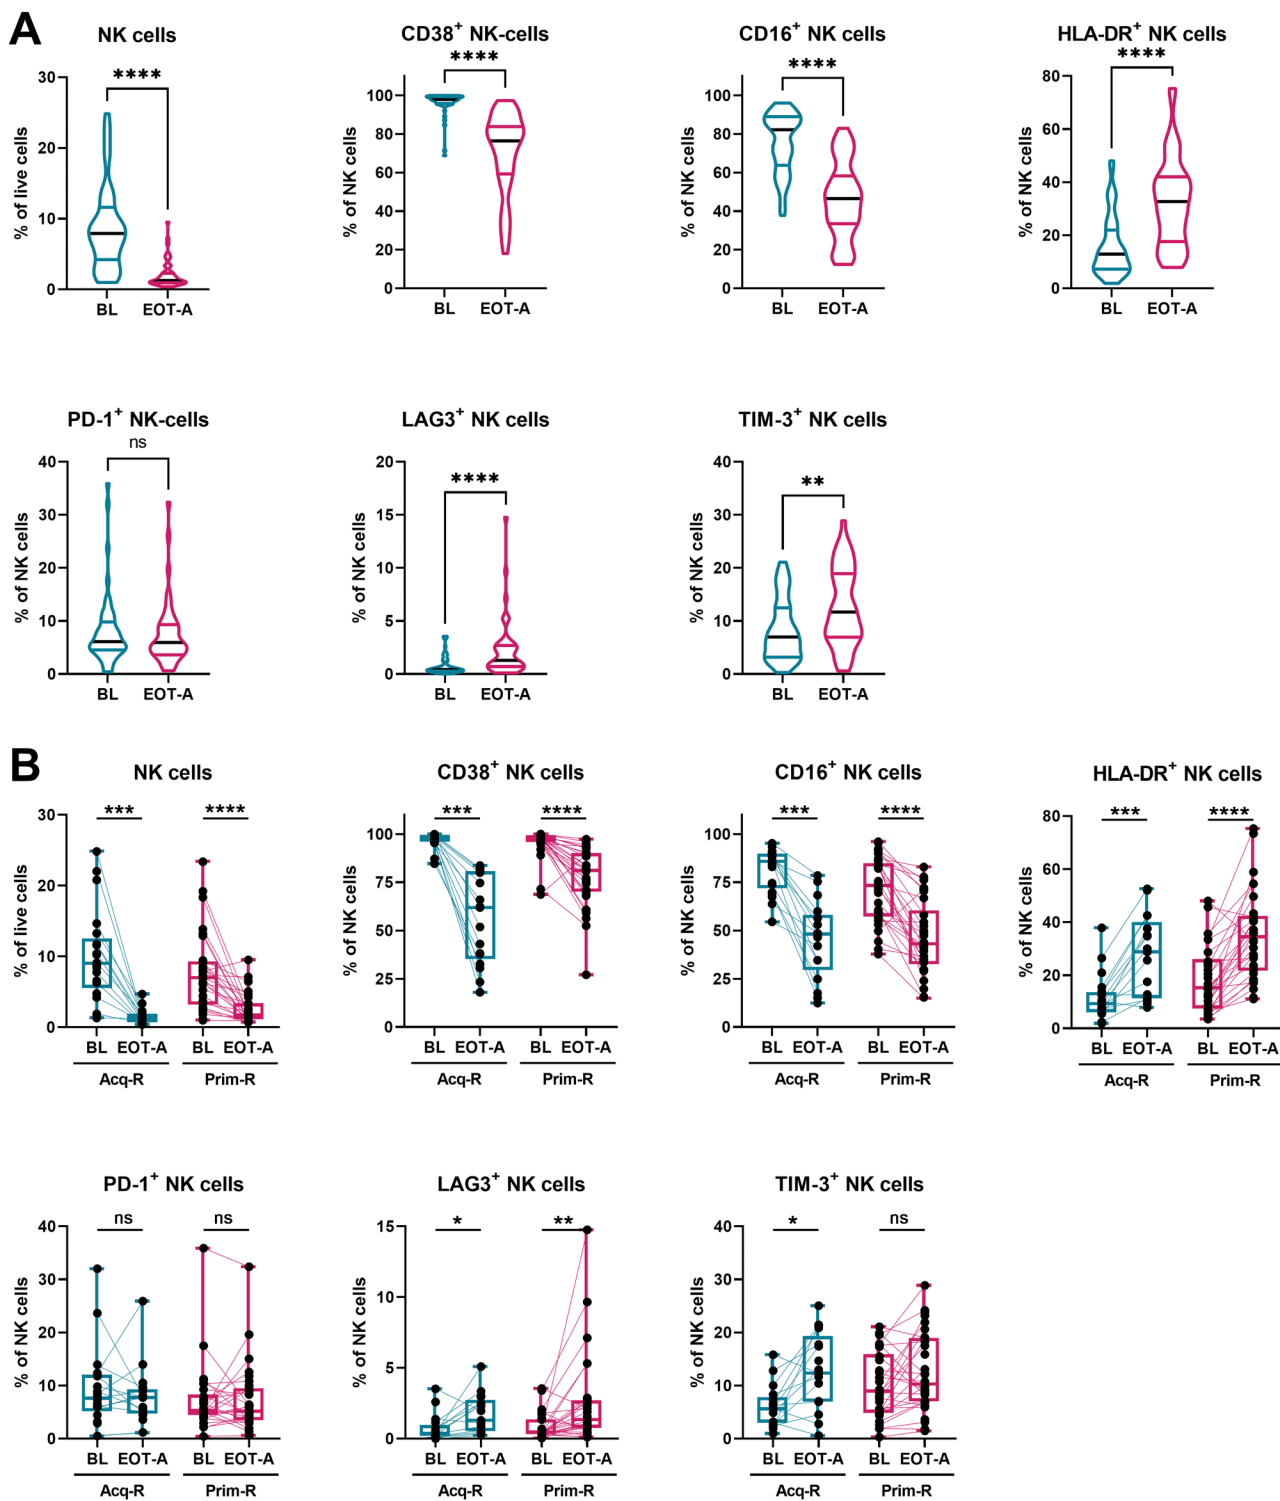 A
NK cells
****
30
20
10
0
% of live cells
BL EOT-A
CD38+ NK-cells
****
100
80
60
40
20
0
% of NK cells
BL EOT-A
CD16+ NK cells
****
100
80
60
40
20
0
% of NK cells
BL EOT-A
HLA-DR+ NK cells
****
80
60
40
20
0
% of NK cells
BL EOT-A
PD-1+ NK-cells
ns
40
30
20
10
0
% of NK cells
BL EOT-A
LAG3+ NK cells
****
20
15
10
5
0
% of NK cells
BL EOT-A
TIM-3+ NK cells
**
40
30
20
10
0
% of NK cells
BL EOT-A
B
NK cells
*** ****
30
20
10
0
% of live cells
BL EOT-A BL EOT-A
Acq-R Prim-R
CD38+ NK cells
*** ****
100
75
50
25
0
% of NK cells
BL EOT-A BL EOT-A
Acq-R Prim-R
CD16+ NK cells
*** ****
100
75
50
25
0
% of NK cells
BL EOT-A BL EOT-A
Acq-R Prim-R
HLA-DR+ NK cells
*** ****
80
60
40
20
0
% of NK cells
BL EOT-A BL EOT-A
Acq-R Prim-R
PD-1+ NK cells
ns ns
40
30
20
10
0
% of NK cells
BL EOT-A BL EOT-A
Acq-R Prim-R
LAG3+ NK cells
* **
15
10
5
0
% of NK cells
BL EOT-A BL EOT-A
Acq-R Prim-R
TIM-3+ NK cells
* ns
40
30
20
10
0
% of NK cells
BL EOT-A BL EOT-A
Acq-R Prim-R